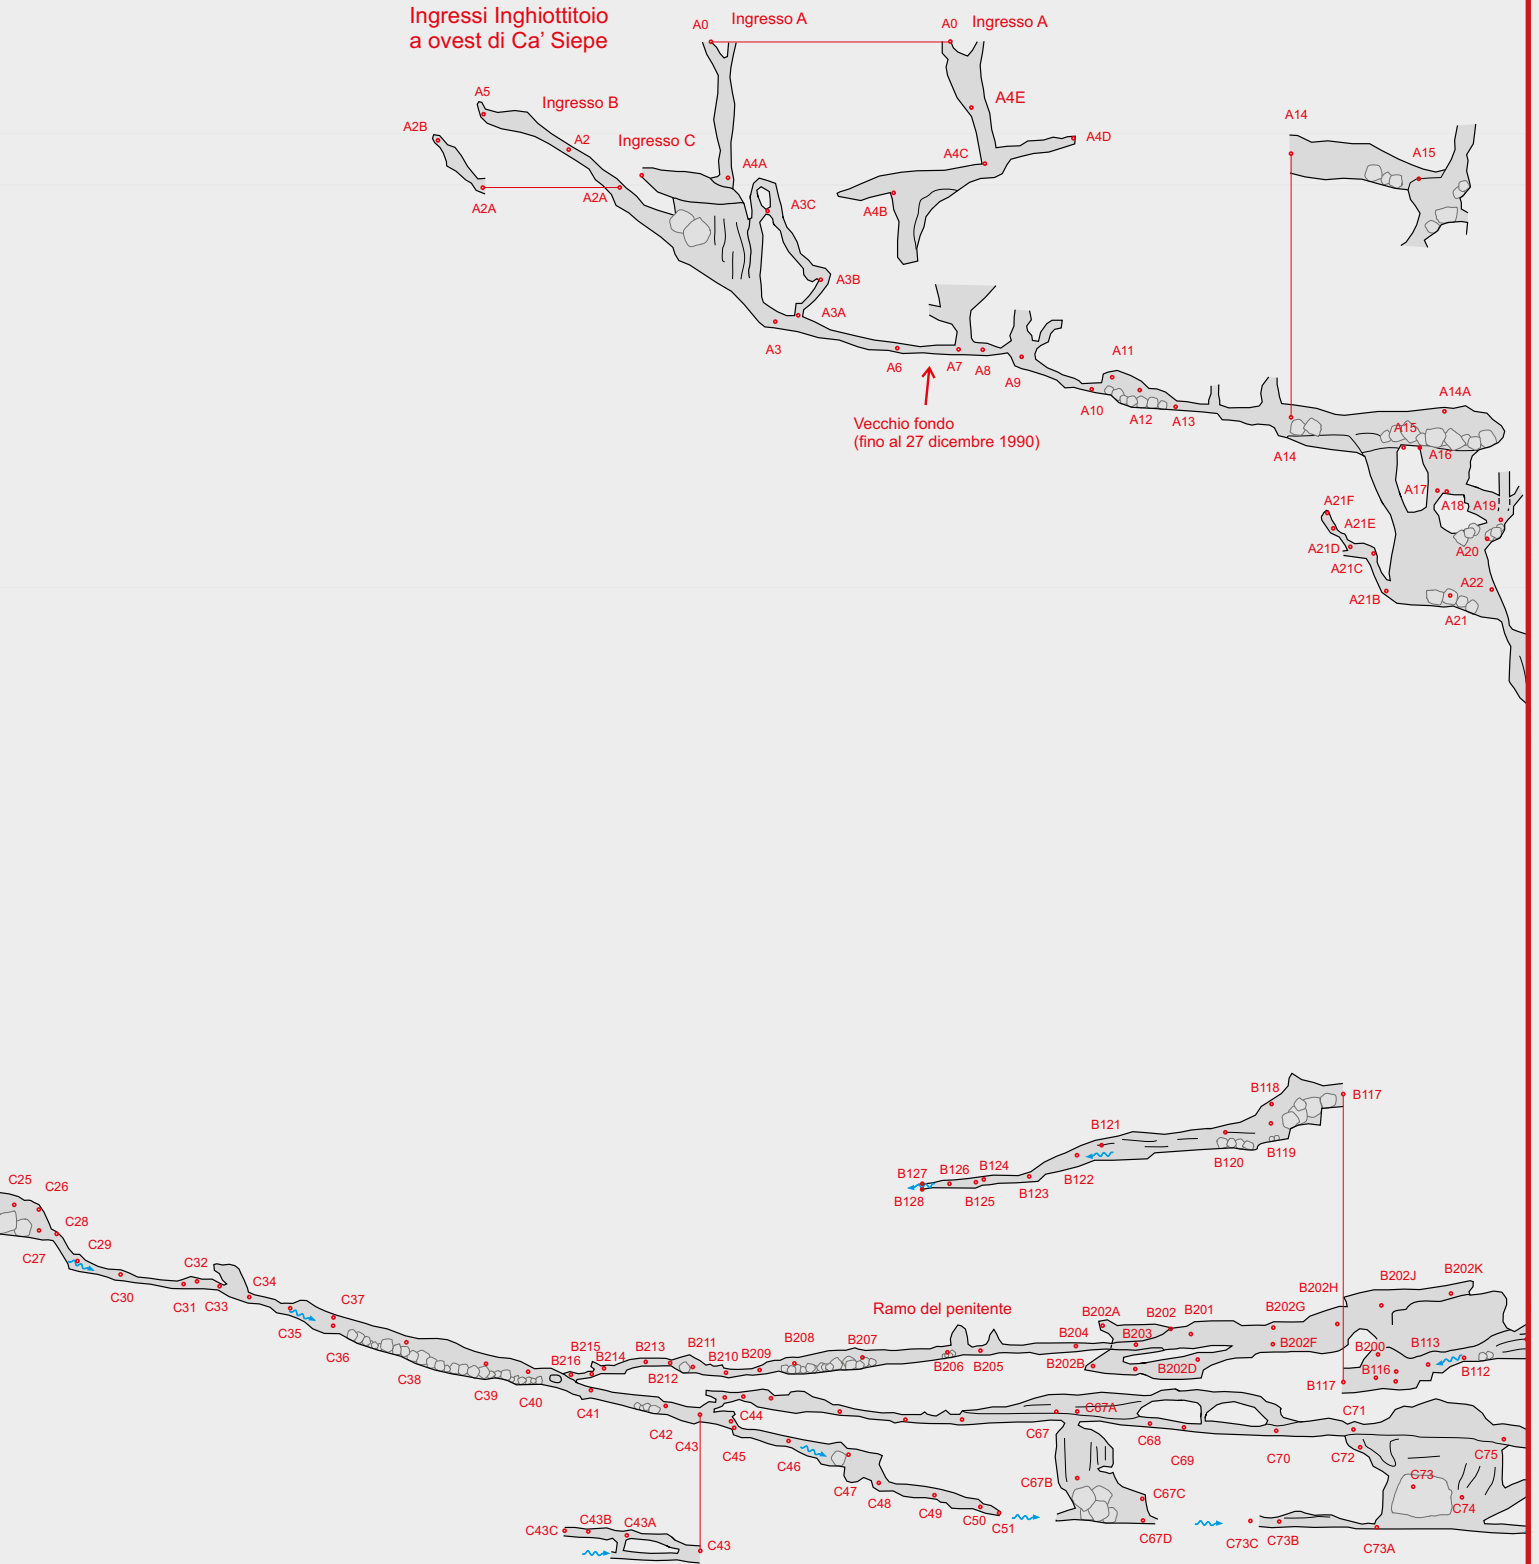 Ingressi Inghiottitoio
a ovest di Ca' Siepe
A0
Ingresso A
A0
Ingresso A
A5
Ingresso B
A4E
A14
A2B
A2
Ingresso C
A4D
A4C
A15
A4A
A2A
A2A
A3C
A4B
A3B
A3A
A3
A6
A7
A8
A9
A11
A10
A12
A13
Vecchio fondo
(fino al 27 dicembre 1990)
A14A
A15
A14
A16
A17
A18
A19
A21F
A21E
A21D
A20
A21C
A22
A21B
A21
B118
B117
B121
B119
B120
B124
B126
B127
B122
B123
B125
B128
C25
C26
C28
C27
C29
C32
C30
C31
C33
C34
C37
C35
C36
C38
C39
C40
B202K
B202J
B202H
B202G
B202A
B202
B201
Ramo del penitente
B204
B203
B202F
B200
B113
B211
B208
B207
B215
B213
B214
B216
B210
B209
B206
B205
B202B
B202D
B116
B112
B212
B117
C41
C44
C67A
C71
C42
C43
C45
C67
C68
C46
C69
C70
C72
C75
C47
C67B
C73
C48
C67C
C49
C74
C50
C51
C43C
C43B
C43A
C67D
C73C
C73B
C43
C73A